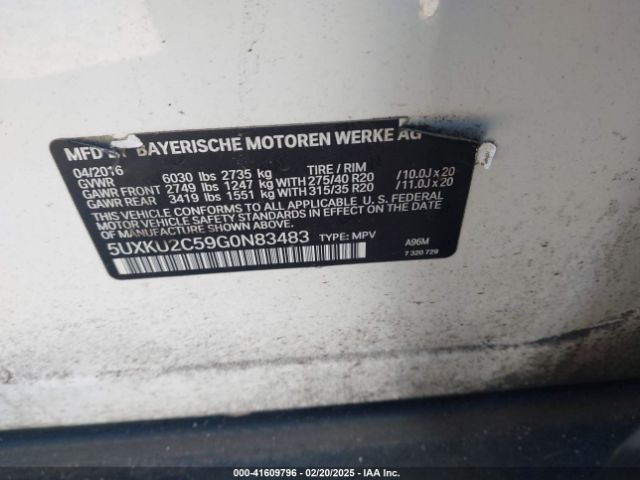 MFD BY BAYERISCHE MOTOREN WERKE AG
04/2016 6030 lbs 2735 kg TIRE / RIM
GVWR
GAWR FRONT 2749 lbs 1247 kg WITH 275/40 R20 /10.0J x 20
GAWR REAR 3419 lbs 1551 kg WITH 315/35 R20 /11.0J x 20
THIS VEHICLE CONFORMS TO ALL APPLICABLE U.S. FEDERAL
MOTOR VEHICLE SAFETY STANDARDS IN EFFECT ON THE DATE OF
MANUFACTURE SHOWN ABOVE.
5UXKU2C59G0N83483 TYPE: MPV A96M
7 320 729
000-41609796 - 02/20/2025 - IAA Inc.